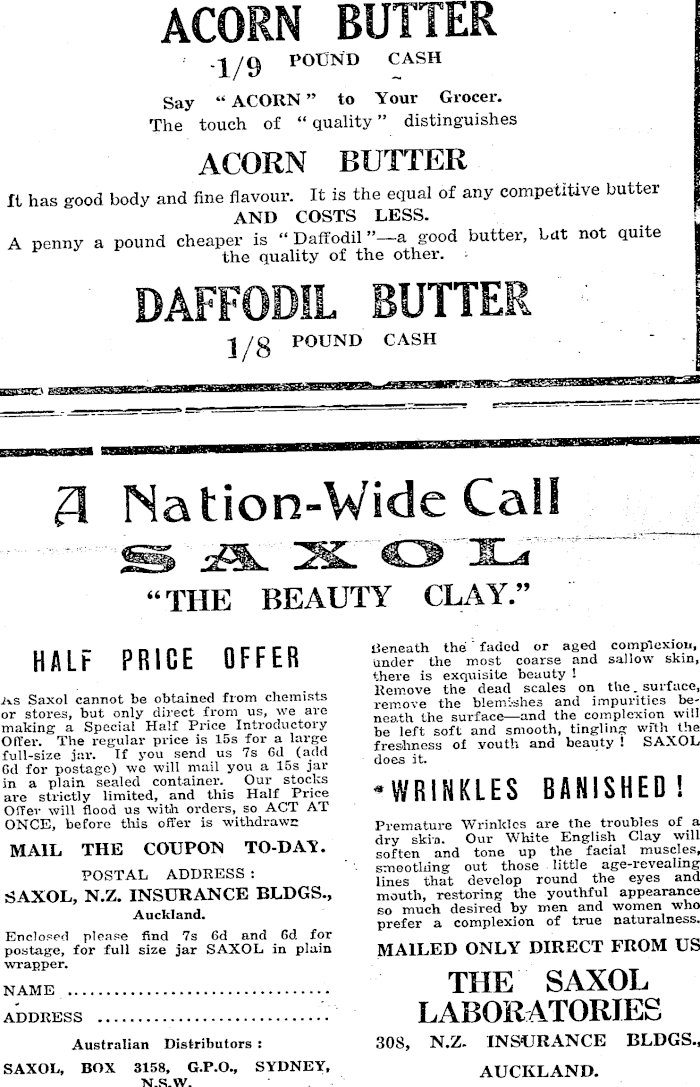 ACORN BUTTER
1/9 POUND CASH
Say "ACORN" to Your Grocer.
The touch of "quality" distinguishes
ACORN BUTTER
It has good body and fine flavour. It is the equal of any competitive butter
AND COSTS LESS.
A penny a pound cheaper is "Daffodil"—a good butter, but not quite
the quality of the other.
DAFFODIL BUTTER
1/8 POUND CASH
A Nation-Wide Call
SAXOL
"THE BEAUTY CLAY."
HALF PRICE OFFER
As Saxol cannot be obtained from chemists
or stores, but only direct from us, we are
making a Special Half Price Introductory
Offer. The regular price is 15s for a large
full-size jar. If you send us 7s 6d (add
6d for postage) we will mail you a 15s jar
in a plain sealed container. Our stocks
are strictly limited, and this Half Price
Offer will flood us with orders, so ACT AT
ONCE, before this offer is withdrawn
MAIL THE COUPON TO-DAY.
POSTAL ADDRESS :
SAXOL, N.Z. INSURANCE BLDGS.,
Auckland.
Enclosed please find 7s 6d and 6d for
postage, for full size jar SAXOL in plain
wrapper.
NAME ................................
ADDRESS ............................
Australian Distributors :
SAXOL, BOX 3158, G.P.O., SYDNEY,
N.S.W.
Beneath the faded or aged complexion,
under the most coarse and sallow skin,
there is exquisite beauty !
Remove the dead scales on the surface,
remove the blemishes and impurities be-
neath the surface—and the complexion will
be left soft and smooth, tingling with the
freshness of youth and beauty ! SAXOL
does it.
WRINKLES BANISHED !
Premature Wrinkles are the troubles of a
dry skin. Our White English Clay will
soften and tone up the facial muscles,
smoothing out those little age-revealing
lines that develop round the eyes and
mouth, restoring the youthful appearance
so much desired by men and women who
prefer a complexion of true naturalness.
MAILED ONLY DIRECT FROM US
THE SAXOL
LABORATORIES
308, N.Z. INSURANCE BLDGS.,
AUCKLAND.